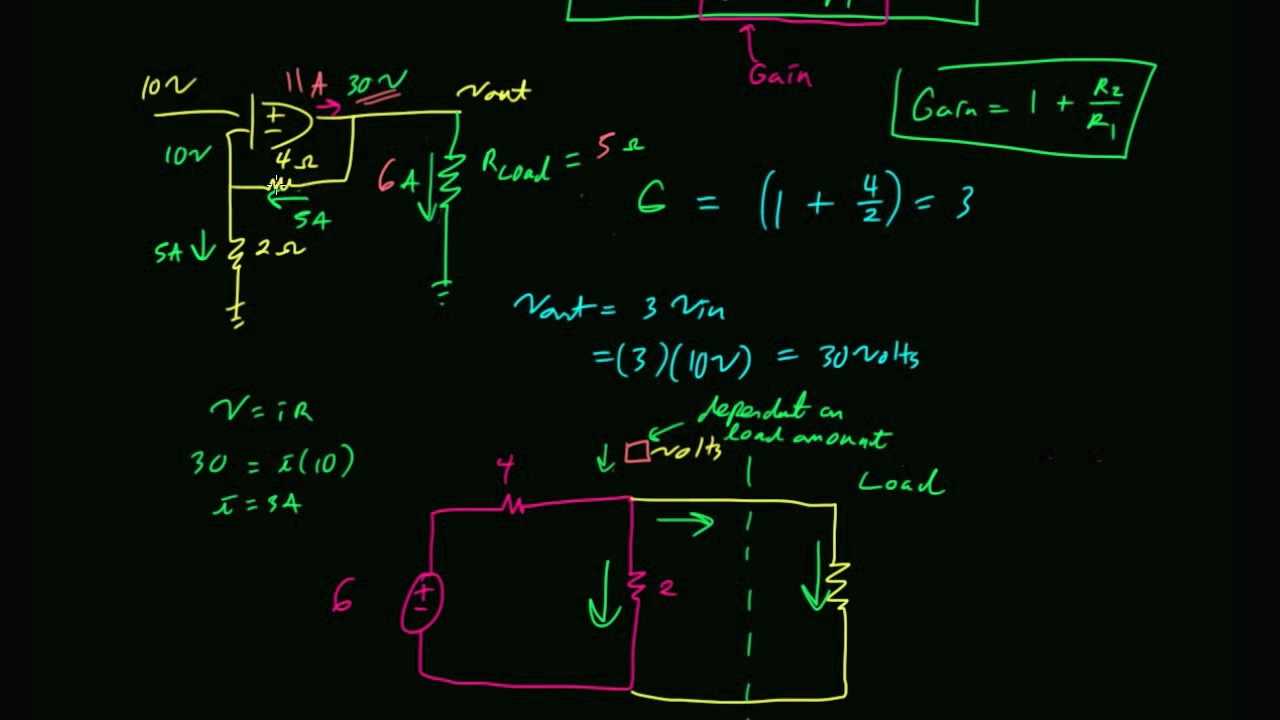 Gain
Gain = 1 + R2/R1
10V
11A
30V
Vout
+
−
10V
4Ω
5A
5A
2Ω
6A
RLoad = 5Ω
G = (1 + 4/2) = 3
Vout = 3 Vin
= (3)(10V) = 30 volts
V = iR
30 = i(10)
i = 3A
dependent on
load amount
volts
Load
4
6
+
−
2